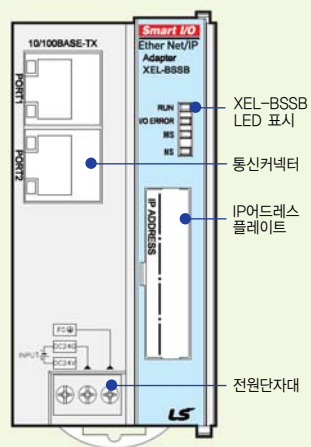 10/100BASE-TX
PORT1
PORT2
Smart I/O
Ether Net/IP
Adapter
XEL-BSSB
RUN
I/O ERROR
MS
NS
XEL-BSSB
LED 표시
통신커넥터
IP ADDRESS
IP어드레스
플레이트
FG
INPUT
DC24G
DC24V
전원단자대
LS